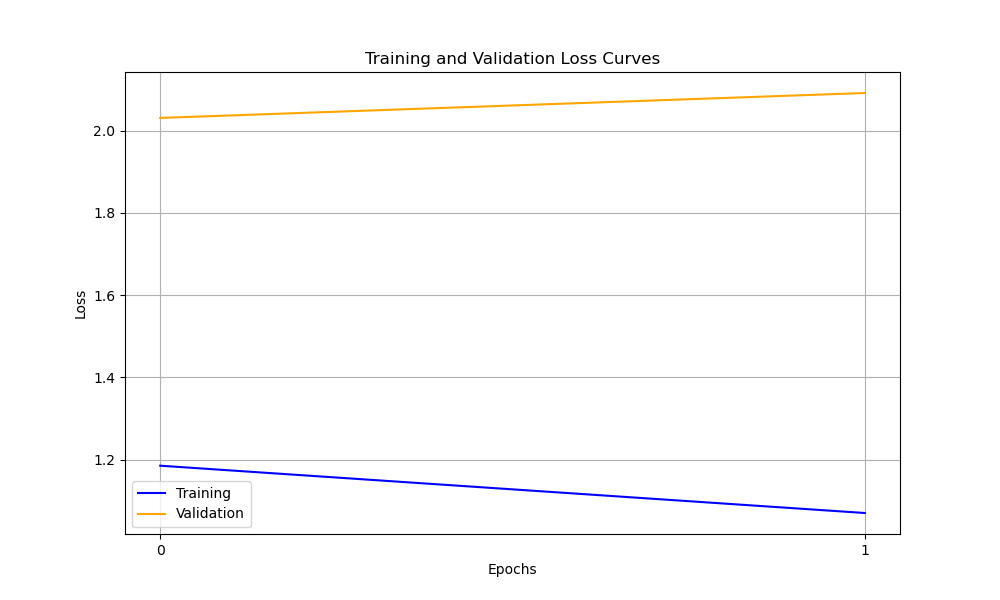 Training and Validation Loss Curves
2.0
1.8
1.6
1.4
1.2
Loss
Training
Validation
0
1
Epochs